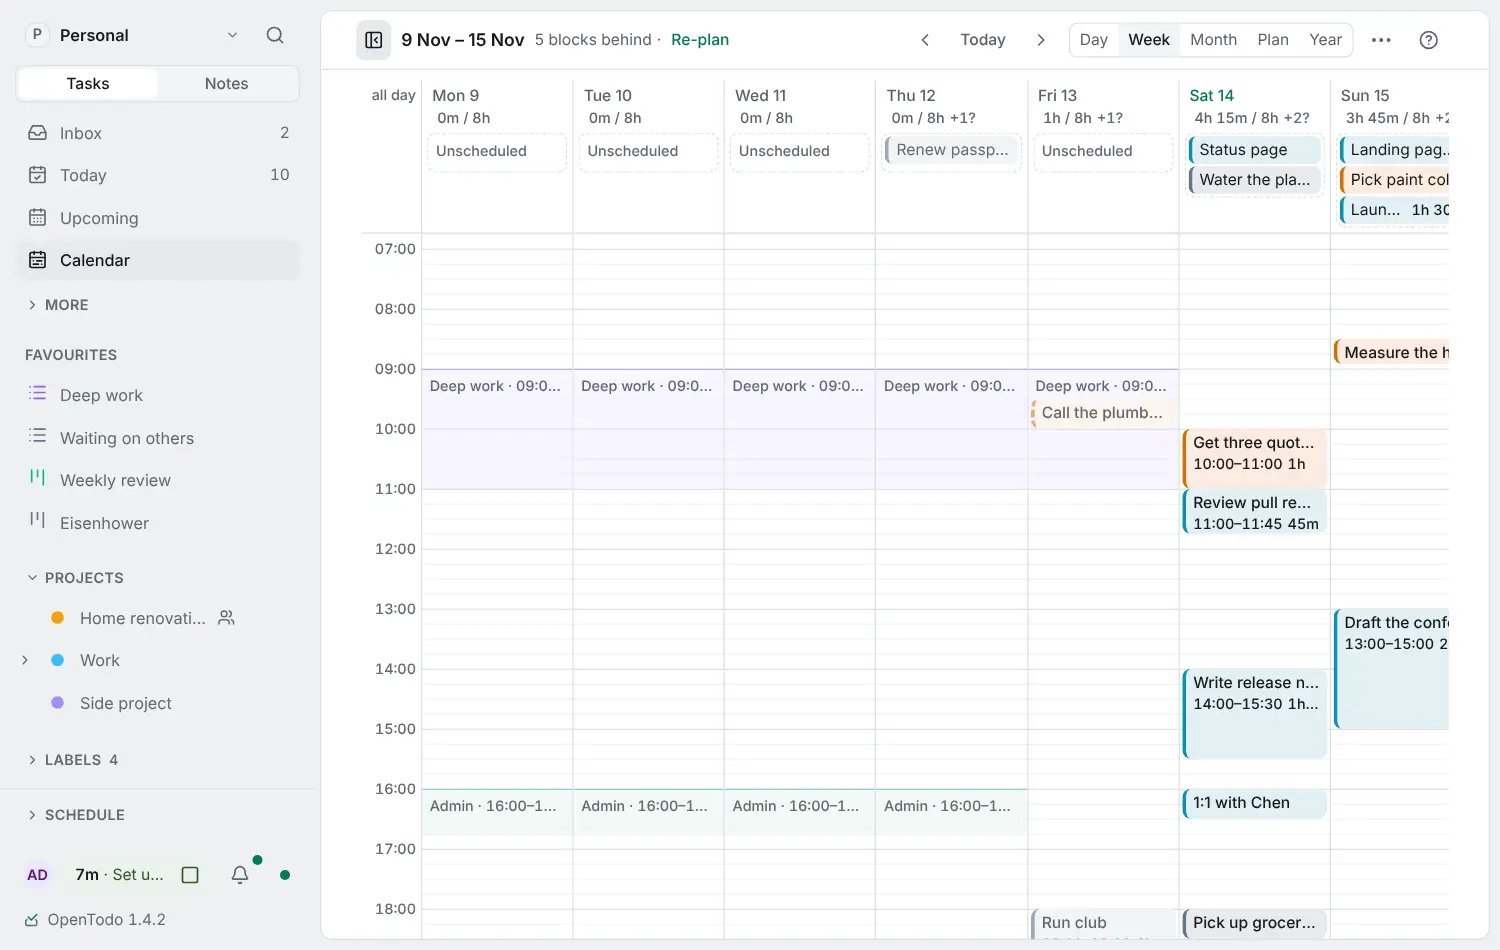 P Personal
Tasks Notes
Inbox 2
Today 10
Upcoming
Calendar
MORE
FAVOURITES
Deep work
Waiting on others
Weekly review
Eisenhower
PROJECTS
Home renovati...
Work
Side project
LABELS 4
SCHEDULE
AD 7m · Set u...
OpenTodo 1.4.2
9 Nov – 15 Nov 5 blocks behind · Re-plan
Today
Day Week Month Plan Year
all day
Mon 9
0m / 8h
Unscheduled
Tue 10
0m / 8h
Unscheduled
Wed 11
0m / 8h
Unscheduled
Thu 12
0m / 8h +1?
Renew passp...
Fri 13
1h / 8h +1?
Unscheduled
Sat 14
4h 15m / 8h +2?
Status page
Water the pla...
Sun 15
3h 45m / 8h +2
Landing pag...
Pick paint col
Laun... 1h 30
07:00
08:00
09:00
10:00
11:00
12:00
13:00
14:00
15:00
16:00
17:00
18:00
Deep work · 09:0...
Deep work · 09:0...
Deep work · 09:0...
Deep work · 09:0...
Deep work · 09:0...
Call the plumb...
Admin · 16:00–1...
Admin · 16:00–1...
Admin · 16:00–1...
Admin · 16:00–1...
Run club
Get three quot...
10:00–11:00 1h
Review pull re...
11:00–11:45 45m
Write release n...
14:00–15:30 1h...
1:1 with Chen
Pick up grocer...
Measure the h
Draft the confe
13:00–15:00 2